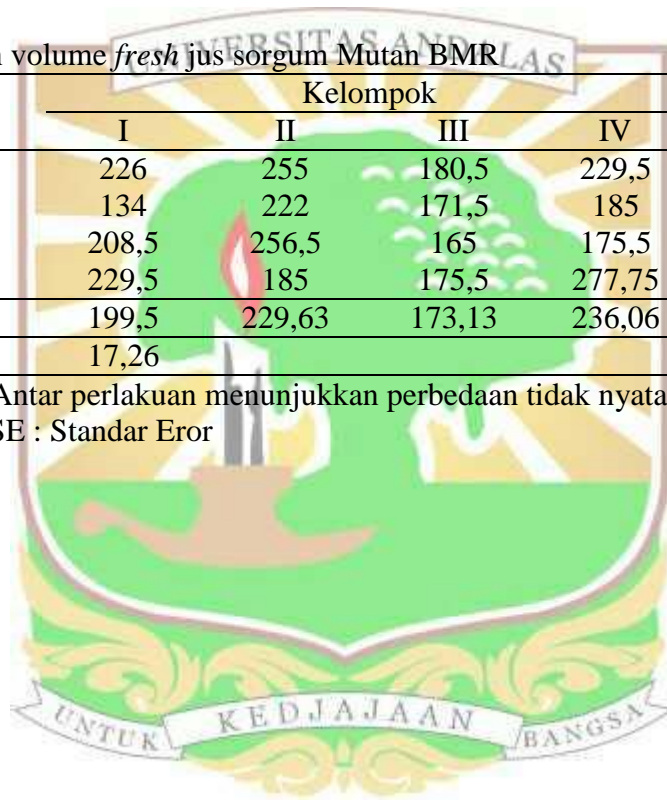 UNIVERSITAS ANDALAS
volume fresh jus sorgum Mutan BMR
Kelompok
I II III IV
226 255 180,5 229,5
134 222 171,5 185
208,5 256,5 165 175,5
229,5 185 175,5 277,75
199,5 229,63 173,13 236,06
17,26
Antar perlakuan menunjukkan perbedaan tidak nyata
SE : Standar Eror
UNTUK KEDJAJAAN BANGSA